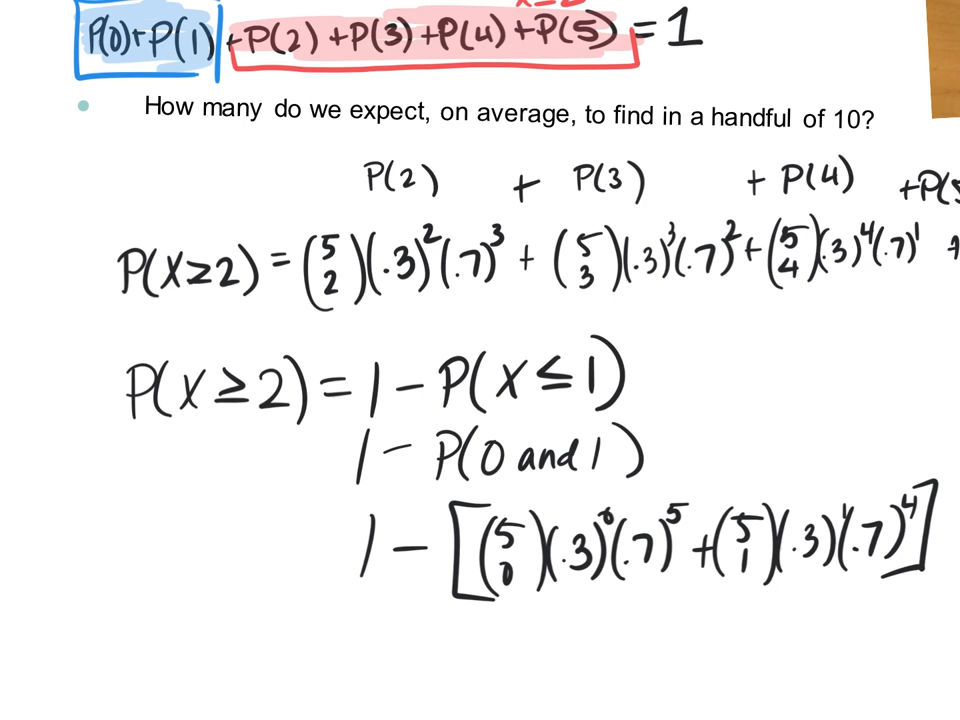 P(0)+P(1)+P(2)+P(3)+P(4)+P(5)=1
How many do we expect, on average, to find in a handful of 10?
P(2) + P(3) + P(4) +P(5
P(X≥2) = (5 2)(.3)^2(.7)^3 + (5 3)(.3)^3(.7)^2 + (5 4)(.3)^4(.7)^1 +
P(X≥2) = 1 - P(X≤1)
1 - P(0 and 1)
1 - [(5 0)(.3)^0(.7)^5 + (5 1)(.3)^1(.7)^4]